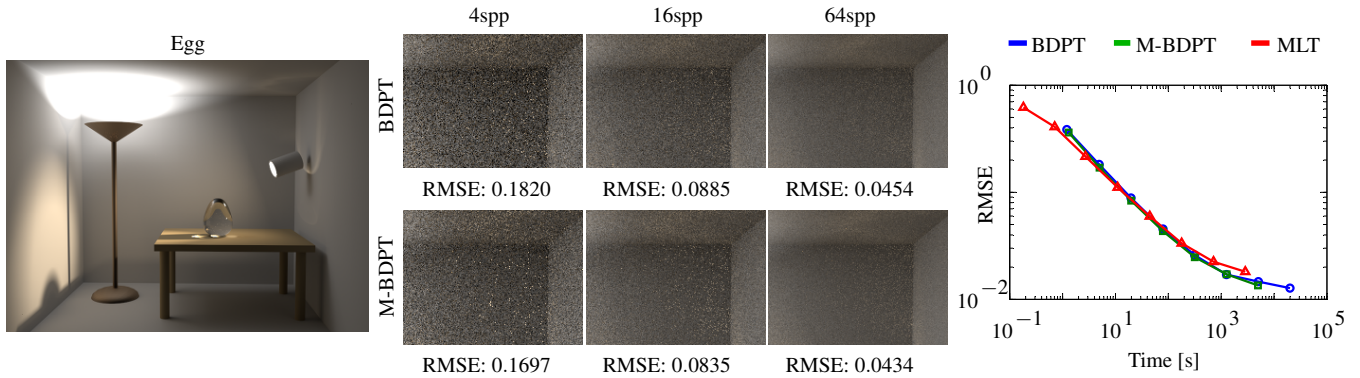 Egg
4spp 16spp 64spp
BDPT
RMSE: 0.1820 RMSE: 0.0885 RMSE: 0.0454
M-BDPT
RMSE: 0.1697 RMSE: 0.0835 RMSE: 0.0434
BDPT M-BDPT MLT
RMSE
10^0
10^−2
10^−1 10^1 10^3 10^5
Time [s]